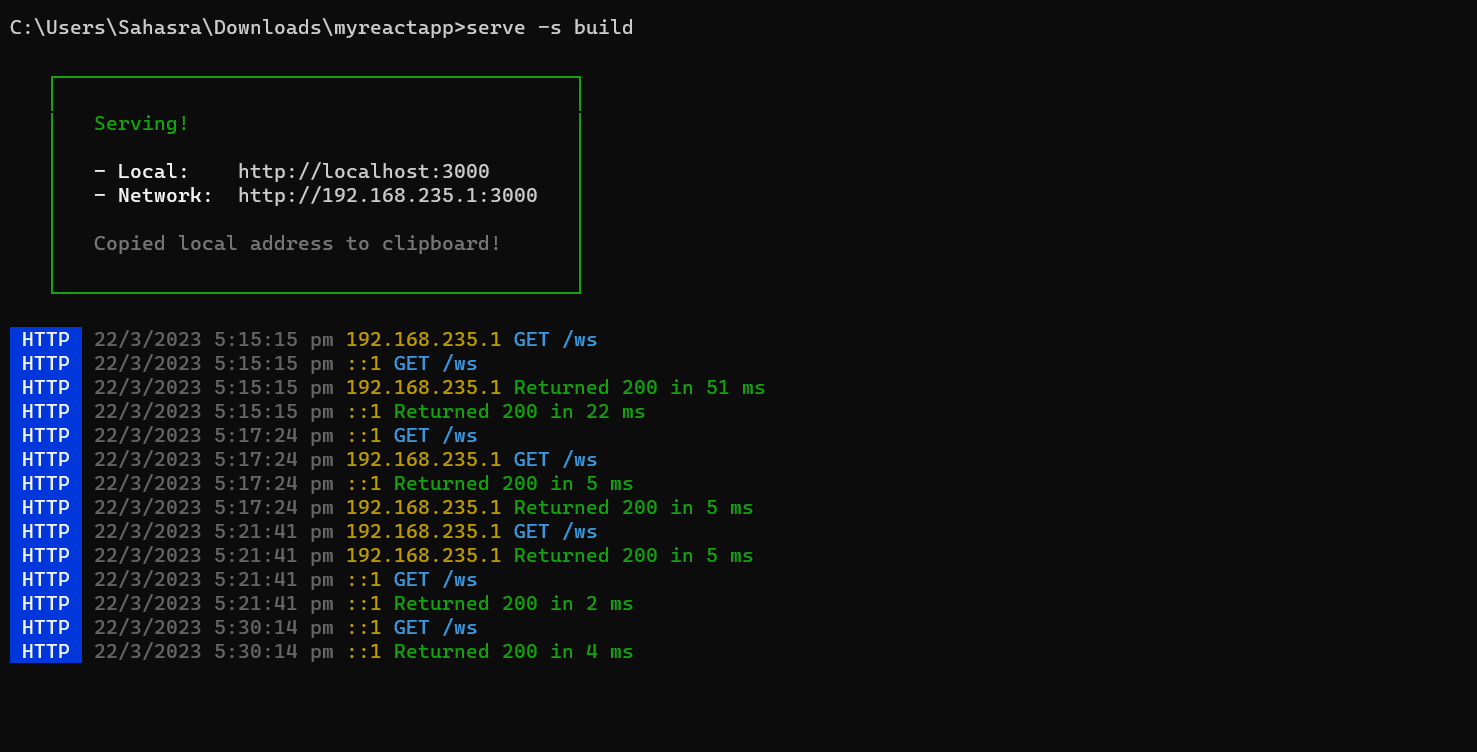 C:\Users\Sahasra\Downloads\myreactapp>serve -s build
Serving!
- Local:    http://localhost:3000
- Network:  http://192.168.235.1:3000
Copied local address to clipboard!
HTTP 22/3/2023 5:15:15 pm 192.168.235.1 GET /ws
HTTP 22/3/2023 5:15:15 pm ::1 GET /ws
HTTP 22/3/2023 5:15:15 pm 192.168.235.1 Returned 200 in 51 ms
HTTP 22/3/2023 5:15:15 pm ::1 Returned 200 in 22 ms
HTTP 22/3/2023 5:17:24 pm ::1 GET /ws
HTTP 22/3/2023 5:17:24 pm 192.168.235.1 GET /ws
HTTP 22/3/2023 5:17:24 pm ::1 Returned 200 in 5 ms
HTTP 22/3/2023 5:17:24 pm 192.168.235.1 Returned 200 in 5 ms
HTTP 22/3/2023 5:21:41 pm 192.168.235.1 GET /ws
HTTP 22/3/2023 5:21:41 pm 192.168.235.1 Returned 200 in 5 ms
HTTP 22/3/2023 5:21:41 pm ::1 GET /ws
HTTP 22/3/2023 5:21:41 pm ::1 Returned 200 in 2 ms
HTTP 22/3/2023 5:30:14 pm ::1 GET /ws
HTTP 22/3/2023 5:30:14 pm ::1 Returned 200 in 4 ms